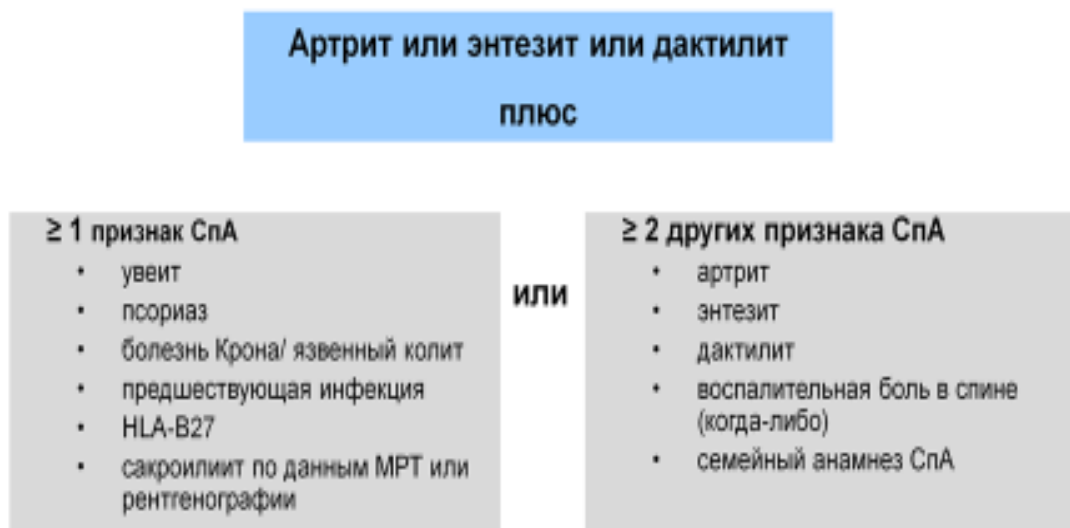 Артрит или энтезит или дактилит
плюс
≥ 1 признак СпА
• увеит
• псориаз
• болезнь Крона/ язвенный колит
• предшествующая инфекция
• HLA-B27
• сакроилиит по данным МРТ или
рентгенографии
или
≥ 2 других признака СпА
• артрит
• энтезит
• дактилит
• воспалительная боль в спине
(когда-либо)
• семейный анамнез СпА